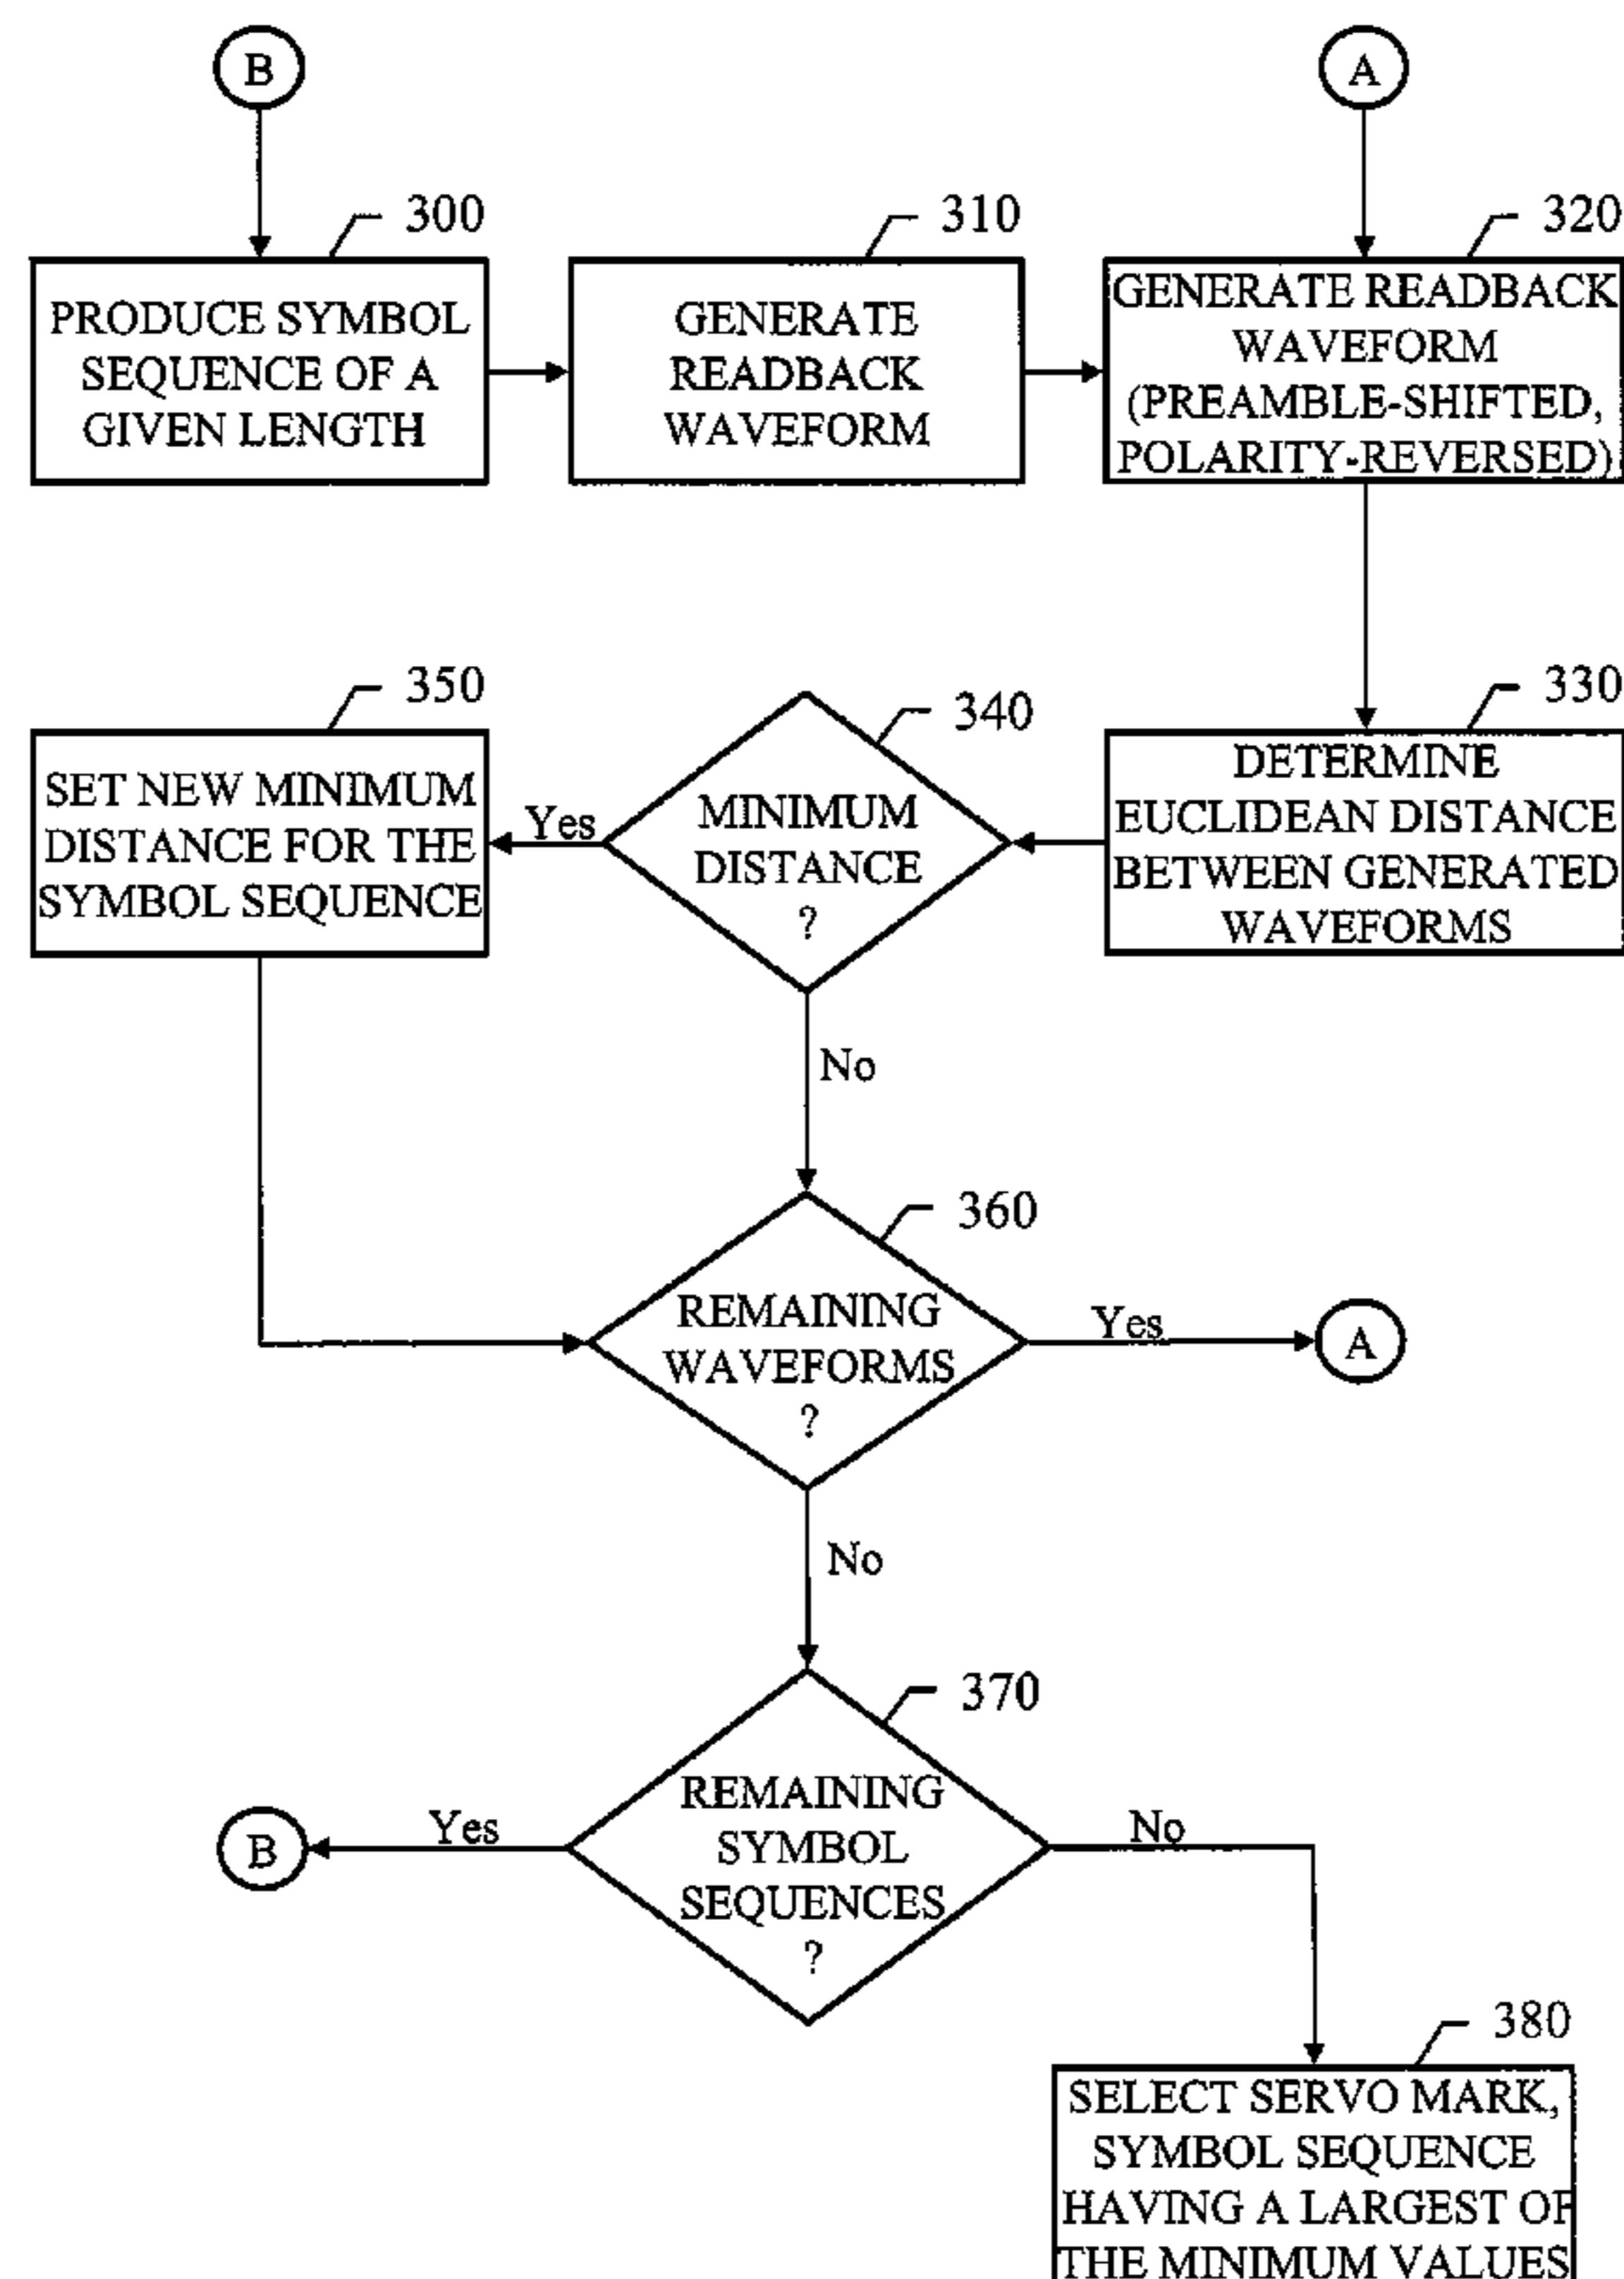 B
A
300
310
320
PRODUCE SYMBOL
SEQUENCE OF A
GIVEN LENGTH
GENERATE
READBACK
WAVEFORM
GENERATE READBACK
WAVEFORM
(PREAMBLE-SHIFTED,
POLARITY-REVERSED)
350
340
330
SET NEW MINIMUM
DISTANCE FOR THE
SYMBOL SEQUENCE
Yes
MINIMUM
DISTANCE
?
DETERMINE
EUCLIDEAN DISTANCE
BETWEEN GENERATED
WAVEFORMS
No
360
REMAINING
WAVEFORMS
?
Yes
A
No
370
REMAINING
SYMBOL
SEQUENCES
?
Yes
B
No
380
SELECT SERVO MARK,
SYMBOL SEQUENCE
HAVING A LARGEST OF
THE MINIMUM VALUES